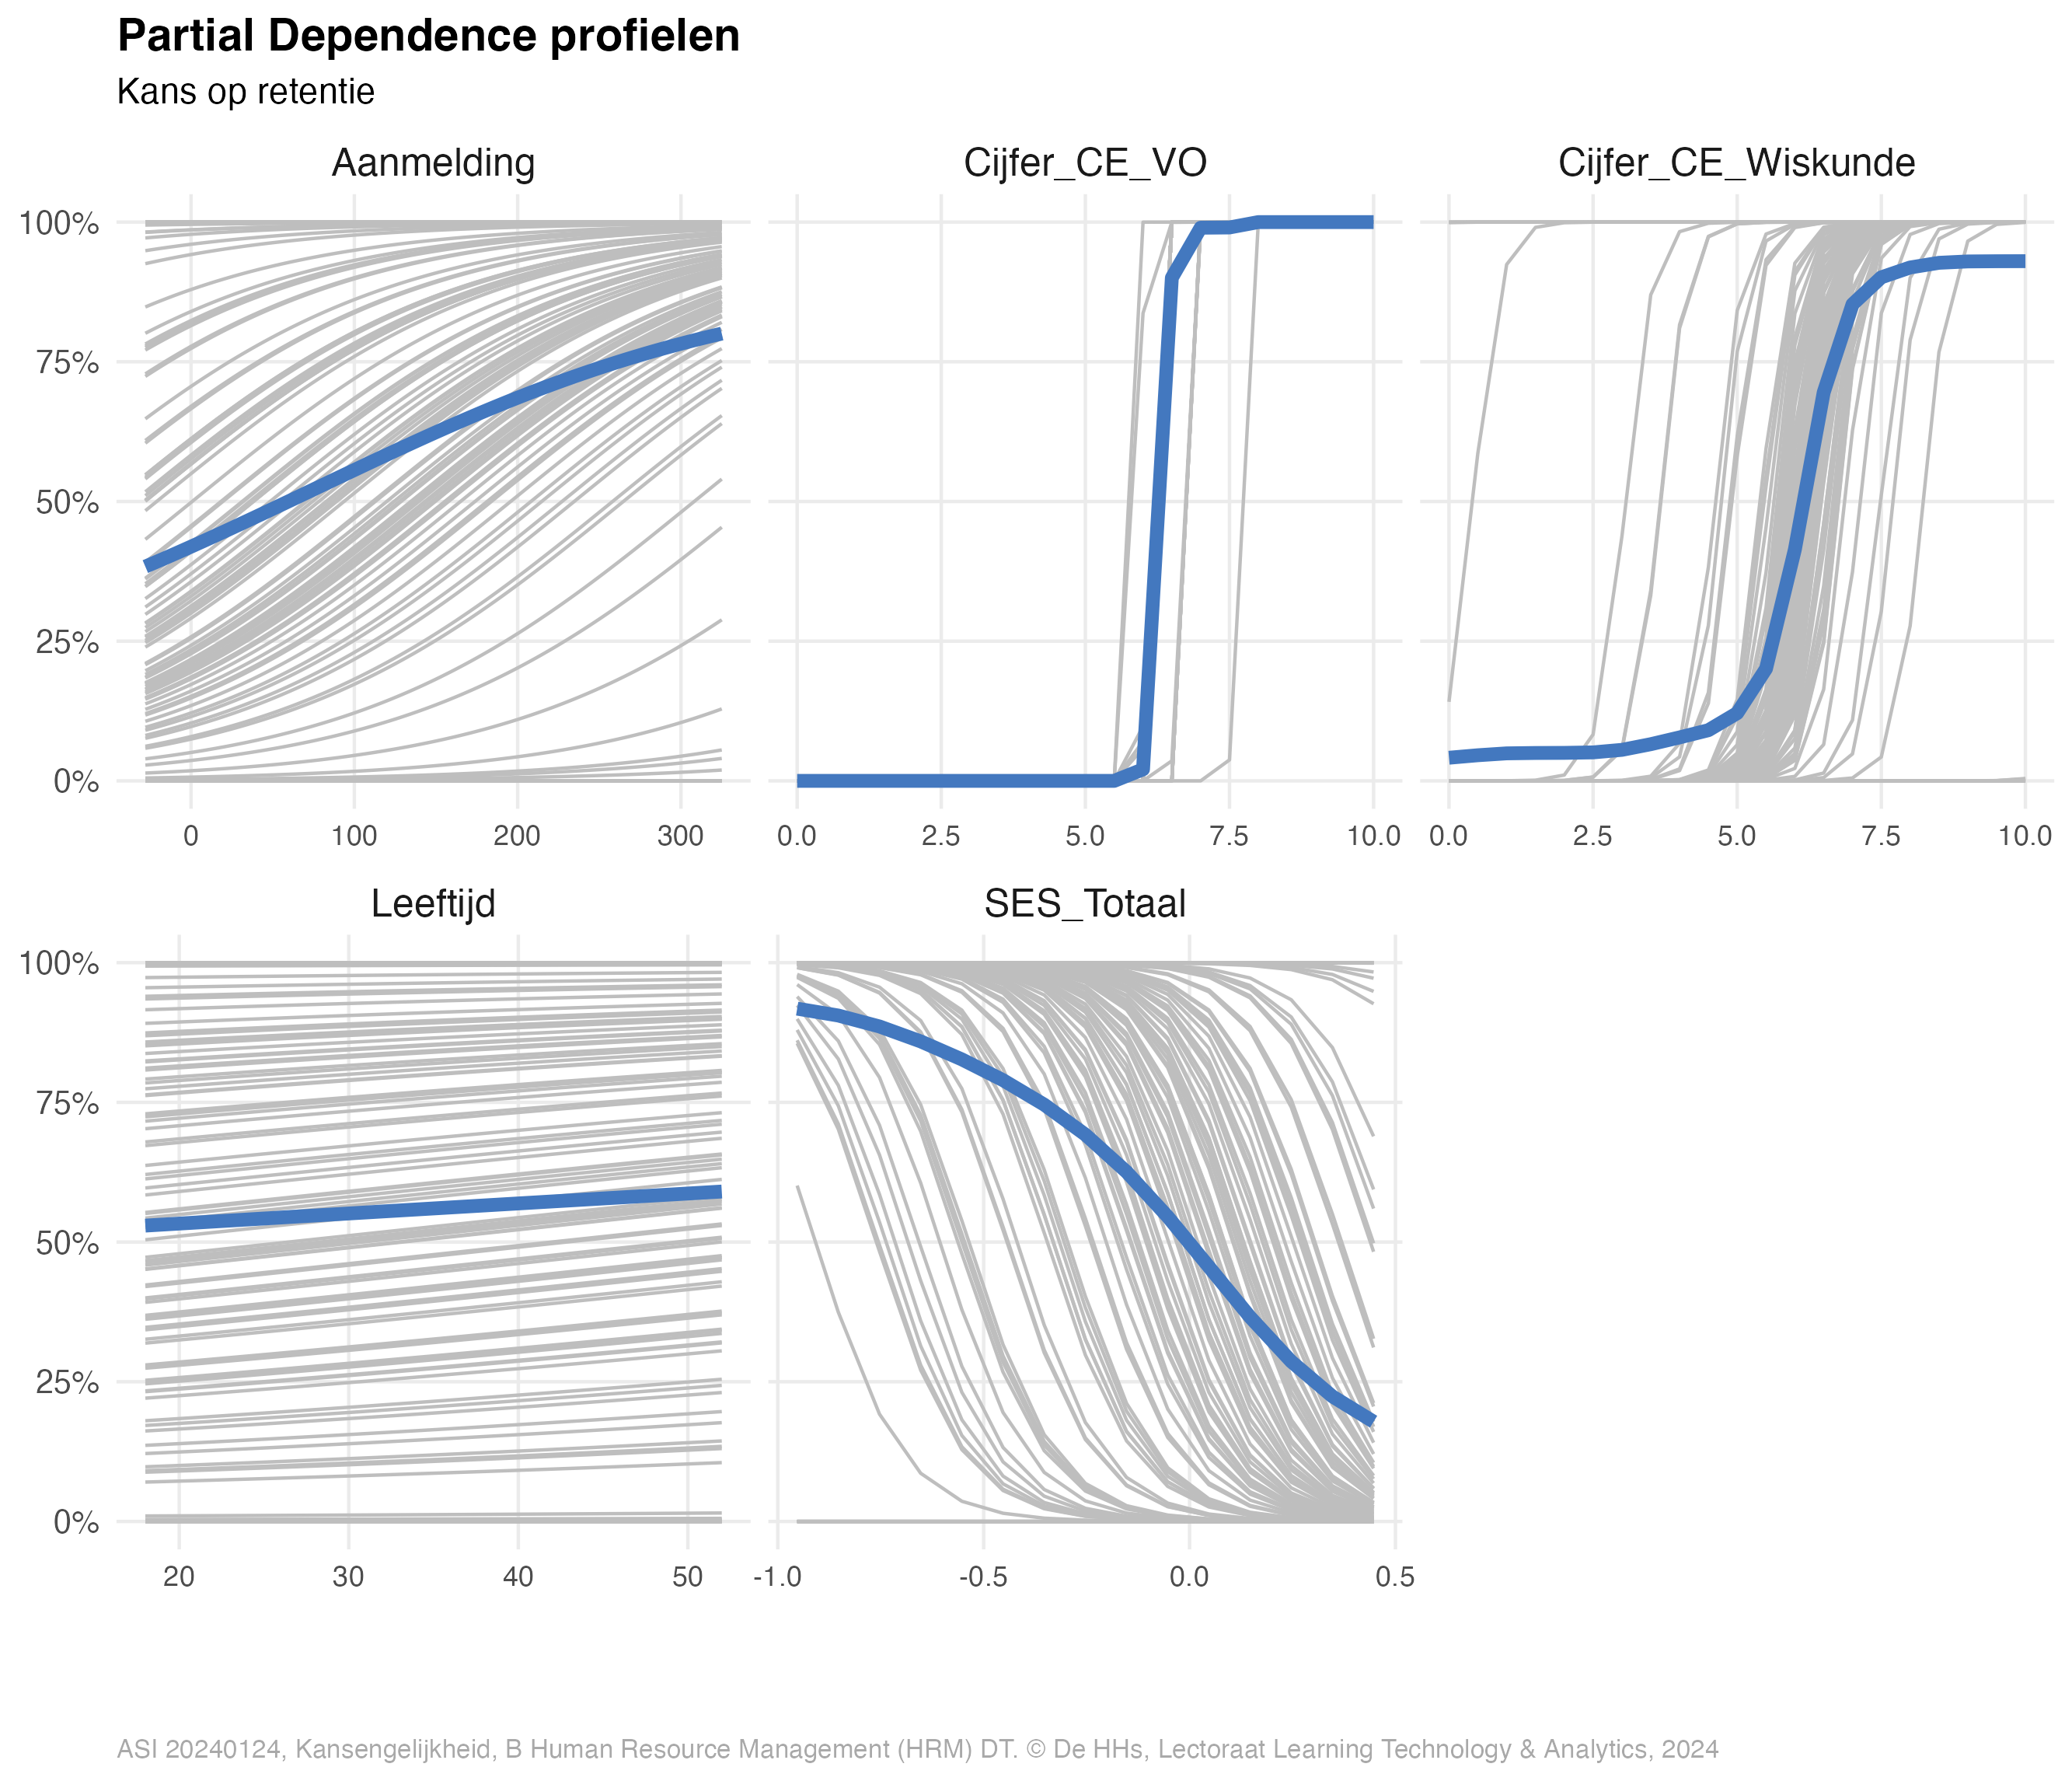 Partial Dependence profielen
Kans op retentie
Aanmelding Cijfer_CE_VO Cijfer_CE_Wiskunde
100%
75%
50%
25%
0%
0 100 200 300 0.0 2.5 5.0 7.5 10.0 0.0 2.5 5.0 7.5 10.0
Leeftijd SES_Totaal
100%
75%
50%
25%
0%
20 30 40 50 -1.0 -0.5 0.0 0.5
ASI 20240124, Kansengelijkheid, B Human Resource Management (HRM) DT. © De HHs, Lectoraat Learning Technology & Analytics, 2024